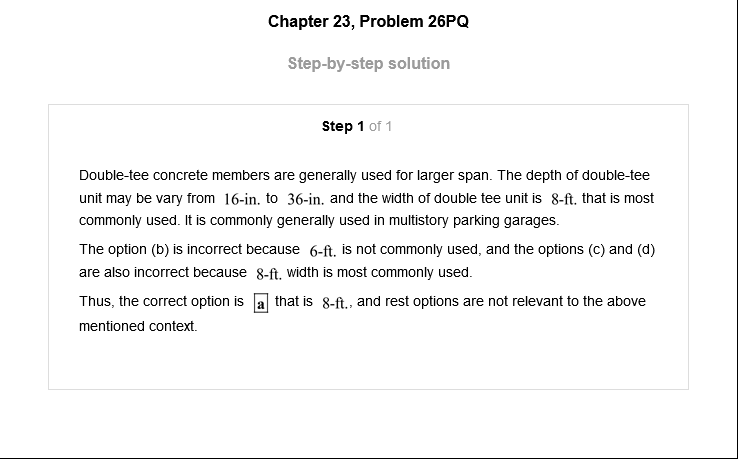 Chapter 23, Problem 26PQ
Step-by-step solution
Step 1 of 1
Double-tee concrete members are generally used for larger span. The depth of double-tee
unit may be vary from 16-in. to 36-in. and the width of double tee unit is 8-ft. that is most
commonly used. It is commonly generally used in multistory parking garages.
The option (b) is incorrect because 6-ft. is not commonly used, and the options (c) and (d)
are also incorrect because 8-ft. width is most commonly used.
Thus, the correct option is a that is 8-ft., and rest options are not relevant to the above
mentioned context.